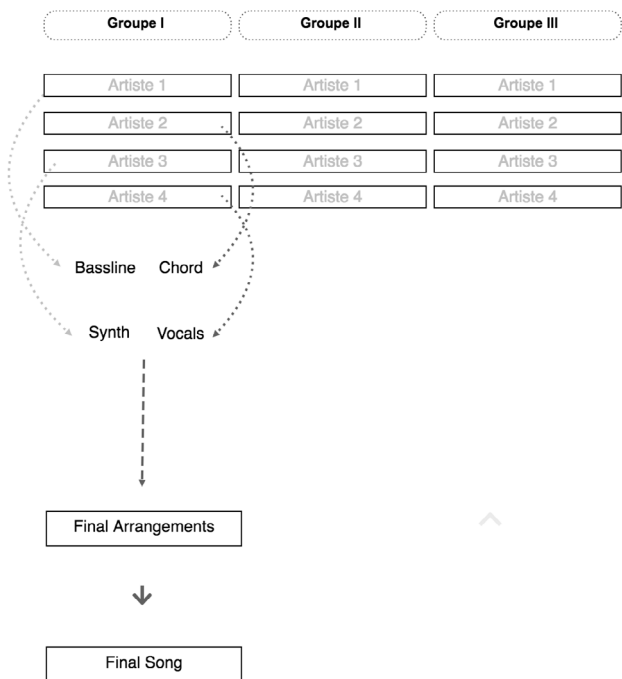 Groupe I Groupe II Groupe III
Artiste 1 Artiste 1 Artiste 1
Artiste 2 Artiste 2 Artiste 2
Artiste 3 Artiste 3 Artiste 3
Artiste 4 Artiste 4 Artiste 4
Bassline Chord
Synth Vocals
Final Arrangements
Final Song